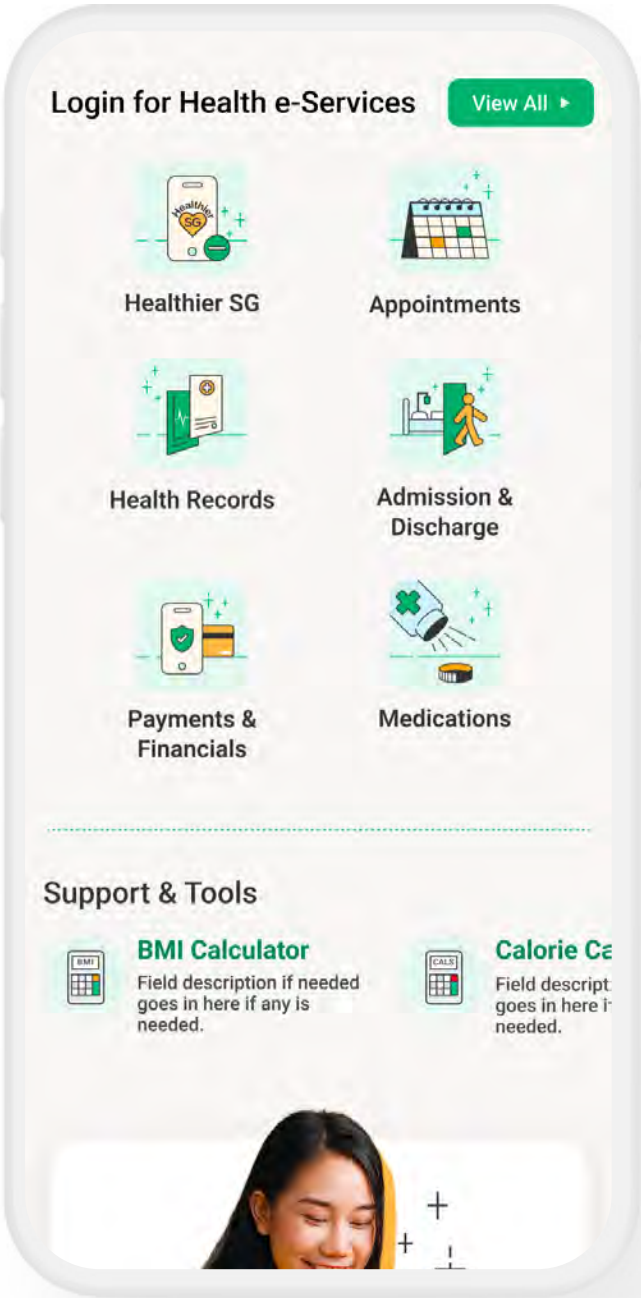 Login for Health e-Services
View All
Healthier
SG
Healthier SG
Appointments
Health Records
Admission &
Discharge
Payments &
Financials
Medications
Support & Tools
BMI
BMI Calculator
Field description if needed
goes in here if any is
needed.
CALS
Calorie Ca
Field descript
goes in here i
needed.